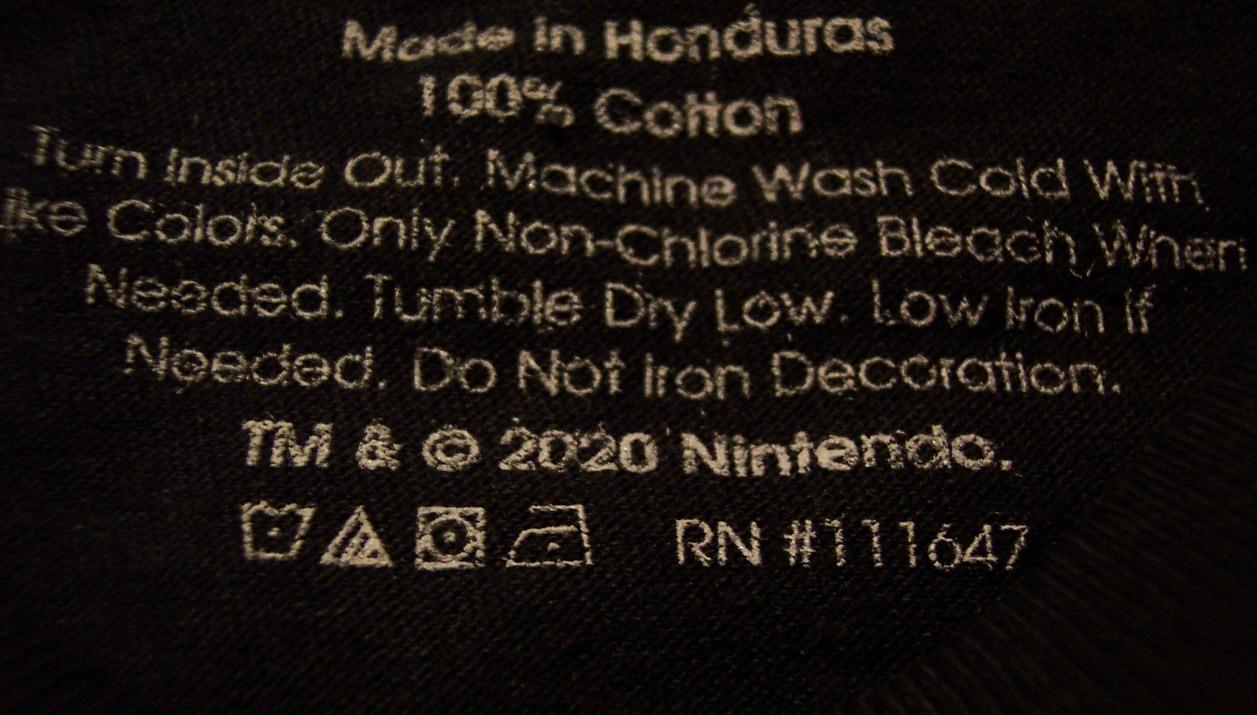 Made in Honduras
100% Cotton
Turn Inside Out. Machine Wash Cold With
ike Colors. Only Non-Chlorine Bleach When
Needed. Tumble Dry Low. Low Iron If
Needed. Do Not Iron Decoration.
TM & © 2020 Nintendo.
RN #111647